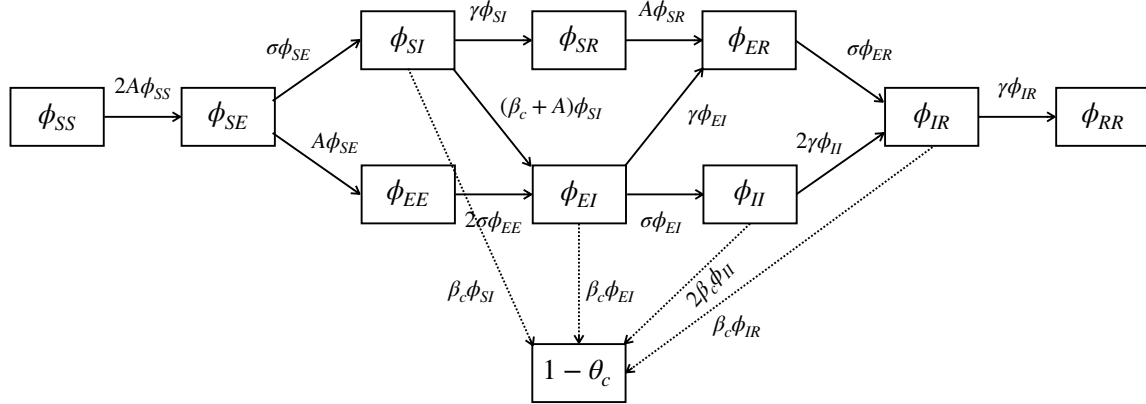 γϕ_SI
Aϕ_SR
ϕ_SI
ϕ_SR
ϕ_ER
σϕ_SE
σϕ_ER
2Aϕ_SS
(β_c + A)ϕ_SI
γϕ_EI
γϕ_IR
ϕ_SS
ϕ_SE
ϕ_IR
ϕ_RR
Aϕ_SE
2γϕ_II
ϕ_EE
ϕ_EI
ϕ_II
2σϕ_EE
σϕ_EI
β_cϕ_SI
β_cϕ_EI
2β_cϕ_II
β_cϕ_IR
1 − θ_c